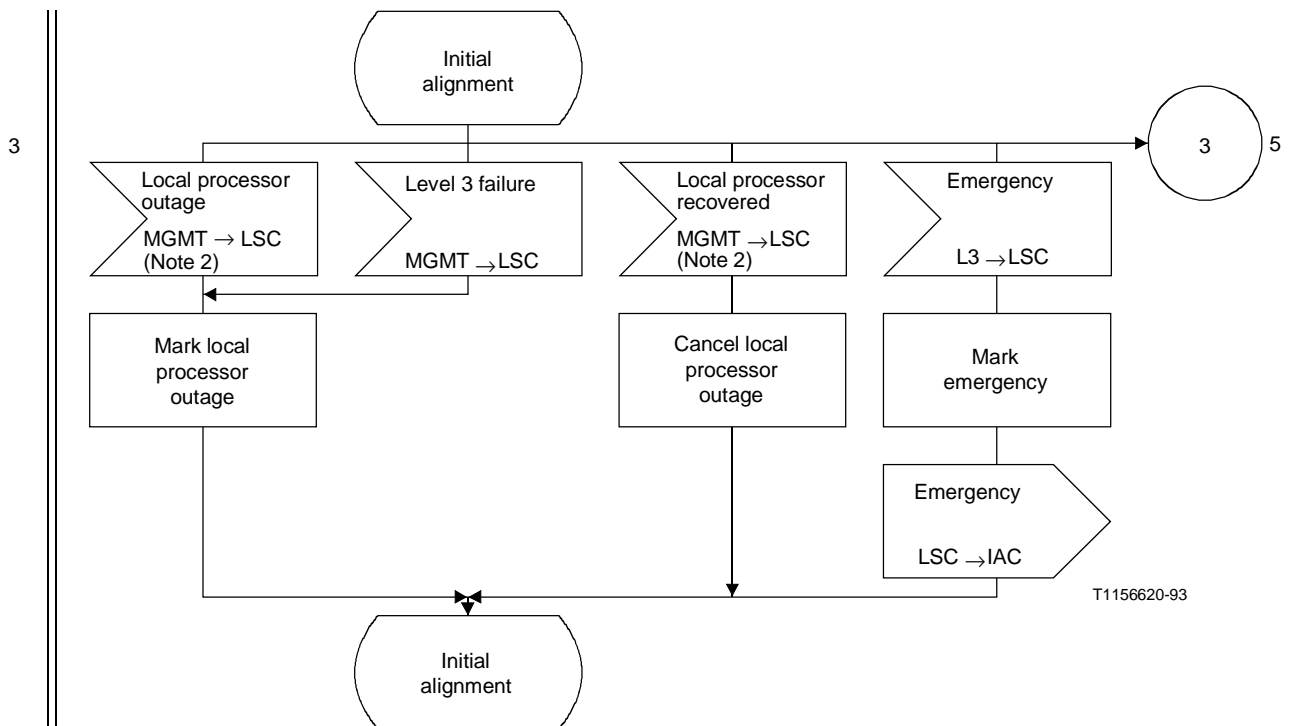 Initial
alignment
3
3
5
Local processor
outage
MGMT → LSC
(Note 2)
Level 3 failure
MGMT → LSC
Local processor
recovered
MGMT → LSC
(Note 2)
Emergency
L3 → LSC
Mark local
processor
outage
Cancel local
processor
outage
Mark
emergency
Emergency
LSC → IAC
T1156620-93
Initial
alignment